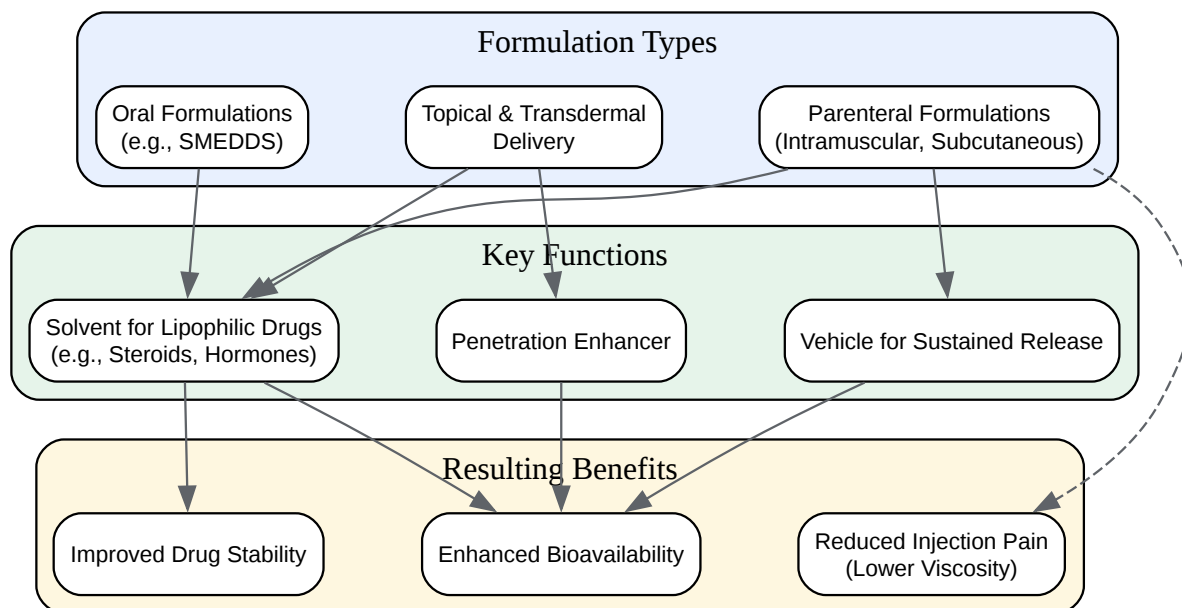 Formulation Types
Oral Formulations
(e.g., SMEDDS)
Topical & Transdermal
Delivery
Parenteral Formulations
(Intramuscular, Subcutaneous)
Key Functions
Solvent for Lipophilic Drugs
(e.g., Steroids, Hormones)
Penetration Enhancer
Vehicle for Sustained Release
Resulting Benefits
Improved Drug Stability
Enhanced Bioavailability
Reduced Injection Pain
(Lower Viscosity)